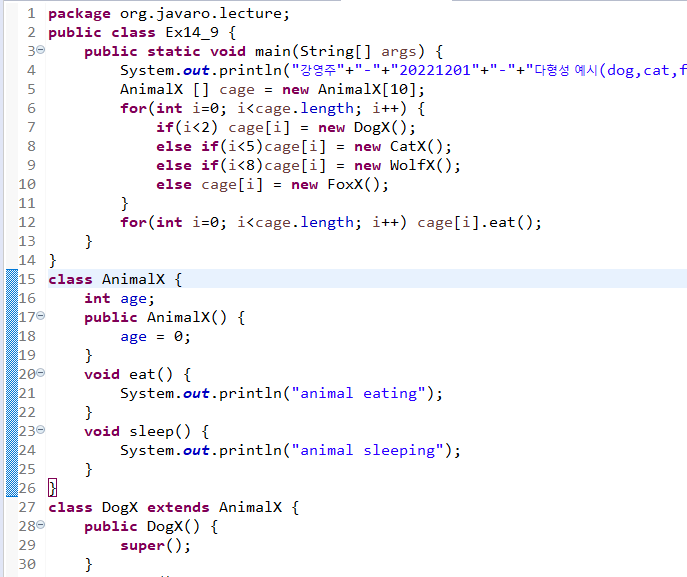 1 package org.javaro.lecture;
2 public class Ex14_9 {
3 public static void main(String[] args) {
4 System.out.println("강영주"+"-"+"20221201"+"-"+"다형성 예시(dog,cat,f
5 AnimalX [] cage = new AnimalX[10];
6 for(int i=0; i<cage.length; i++) {
7 if(i<2) cage[i] = new DogX();
8 else if(i<5)cage[i] = new CatX();
9 else if(i<8)cage[i] = new WolfX();
10 else cage[i] = new FoxX();
11 }
12 for(int i=0; i<cage.length; i++) cage[i].eat();
13 }
14 }
15 class AnimalX {
16 int age;
17 public AnimalX() {
18 age = 0;
19 }
20 void eat() {
21 System.out.println("animal eating");
22 }
23 void sleep() {
24 System.out.println("animal sleeping");
25 }
26 }
27 class DogX extends AnimalX {
28 public DogX() {
29 super();
30 }